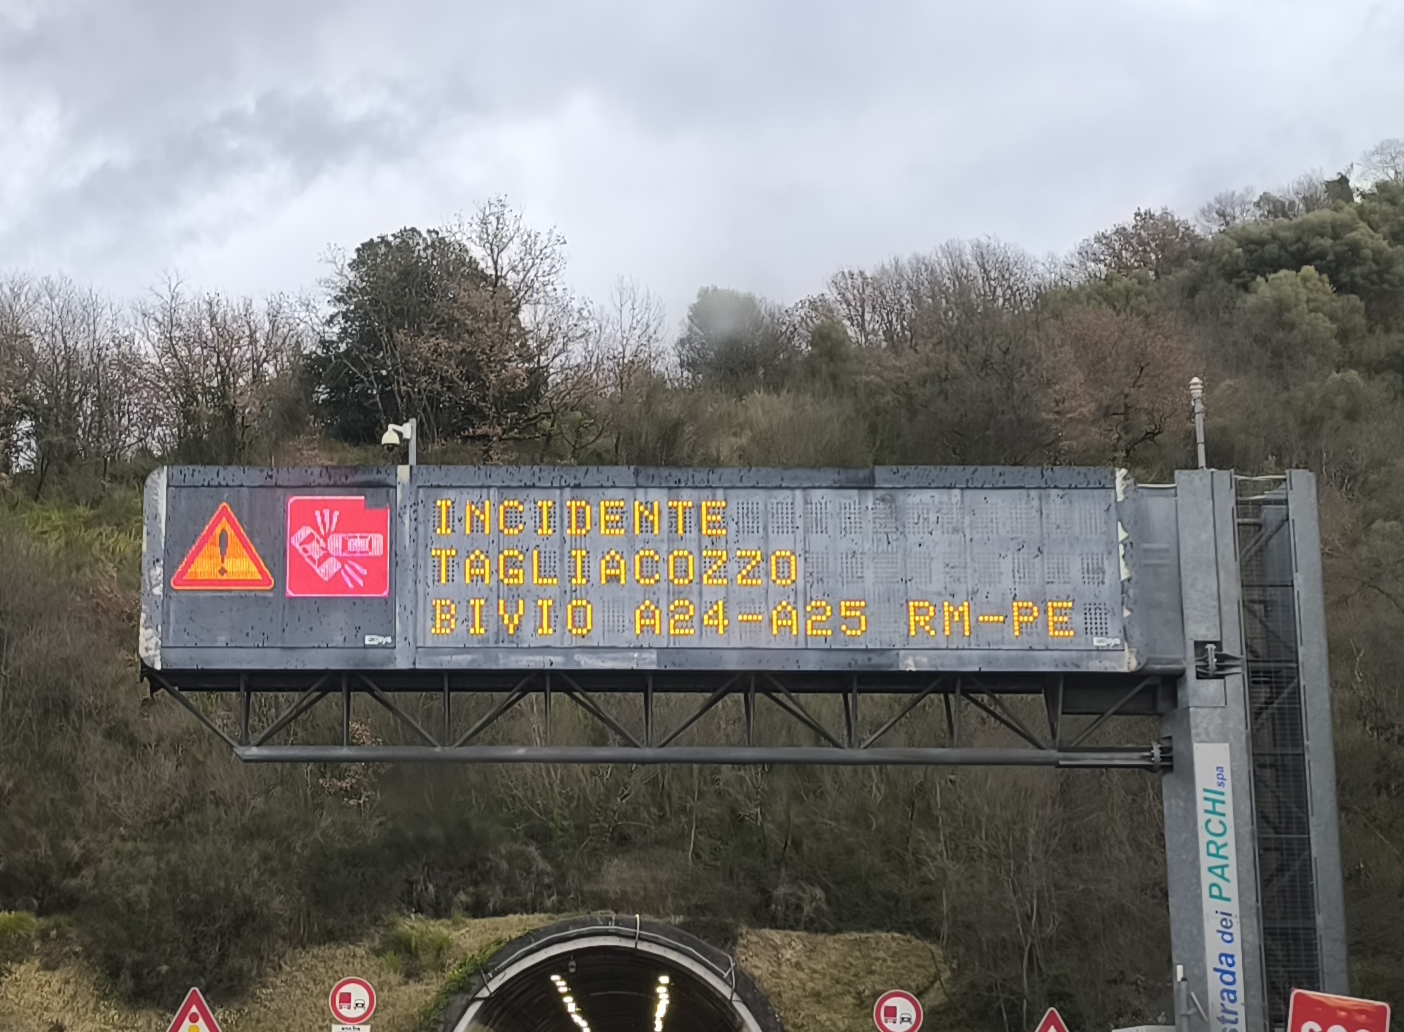 INCIDENTE
TAGLIACOZZO
BIVIO A24-A25 RM-PE
strada dei PARCHI spa